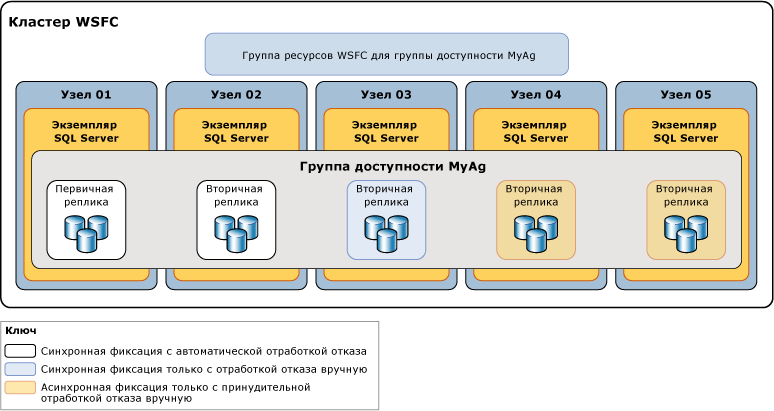 Кластер WSFC
Группа ресурсов WSFC для группы доступности MyAg
Узел 01
Узел 02
Узел 03
Узел 04
Узел 05
Экземпляр
SQL Server
Экземпляр
SQL Server
Экземпляр
SQL Server
Экземпляр
SQL Server
Экземпляр
SQL Server
Группа доступности MyAg
Первичная
реплика
Вторичная
реплика
Вторичная
реплика
Вторичная
реплика
Вторичная
реплика
Ключ
Синхронная фиксация с автоматической отработкой отказа
Синхронная фиксация только с отработкой отказа вручную
Асинхронная фиксация только с принудительной
отработкой отказа вручную